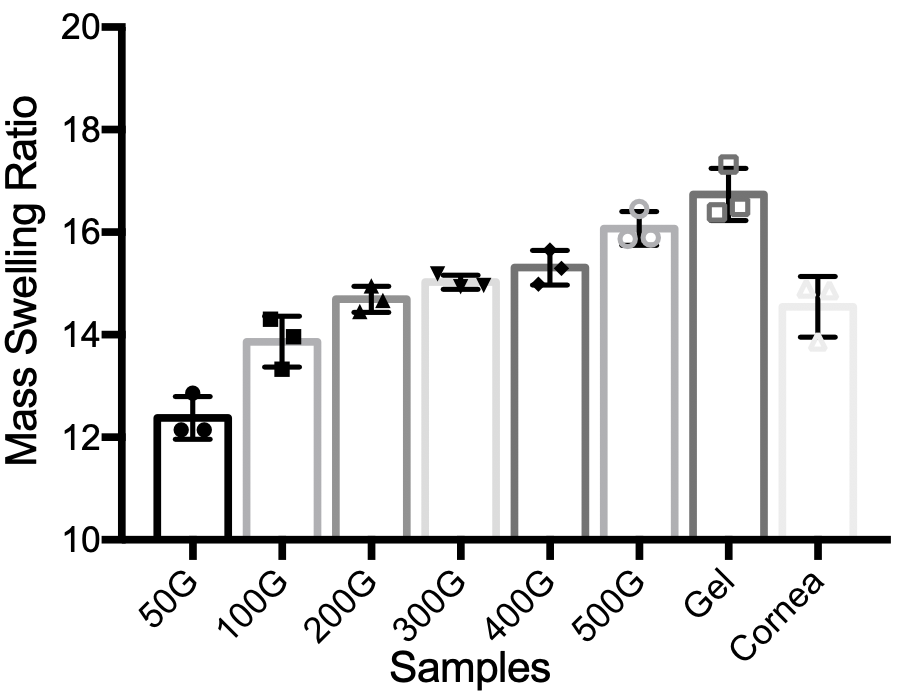 Mass Swelling Ratio
20
18
16
14
12
10
50G
100G
200G
300G
400G
500G
Gel
Cornea
Samples